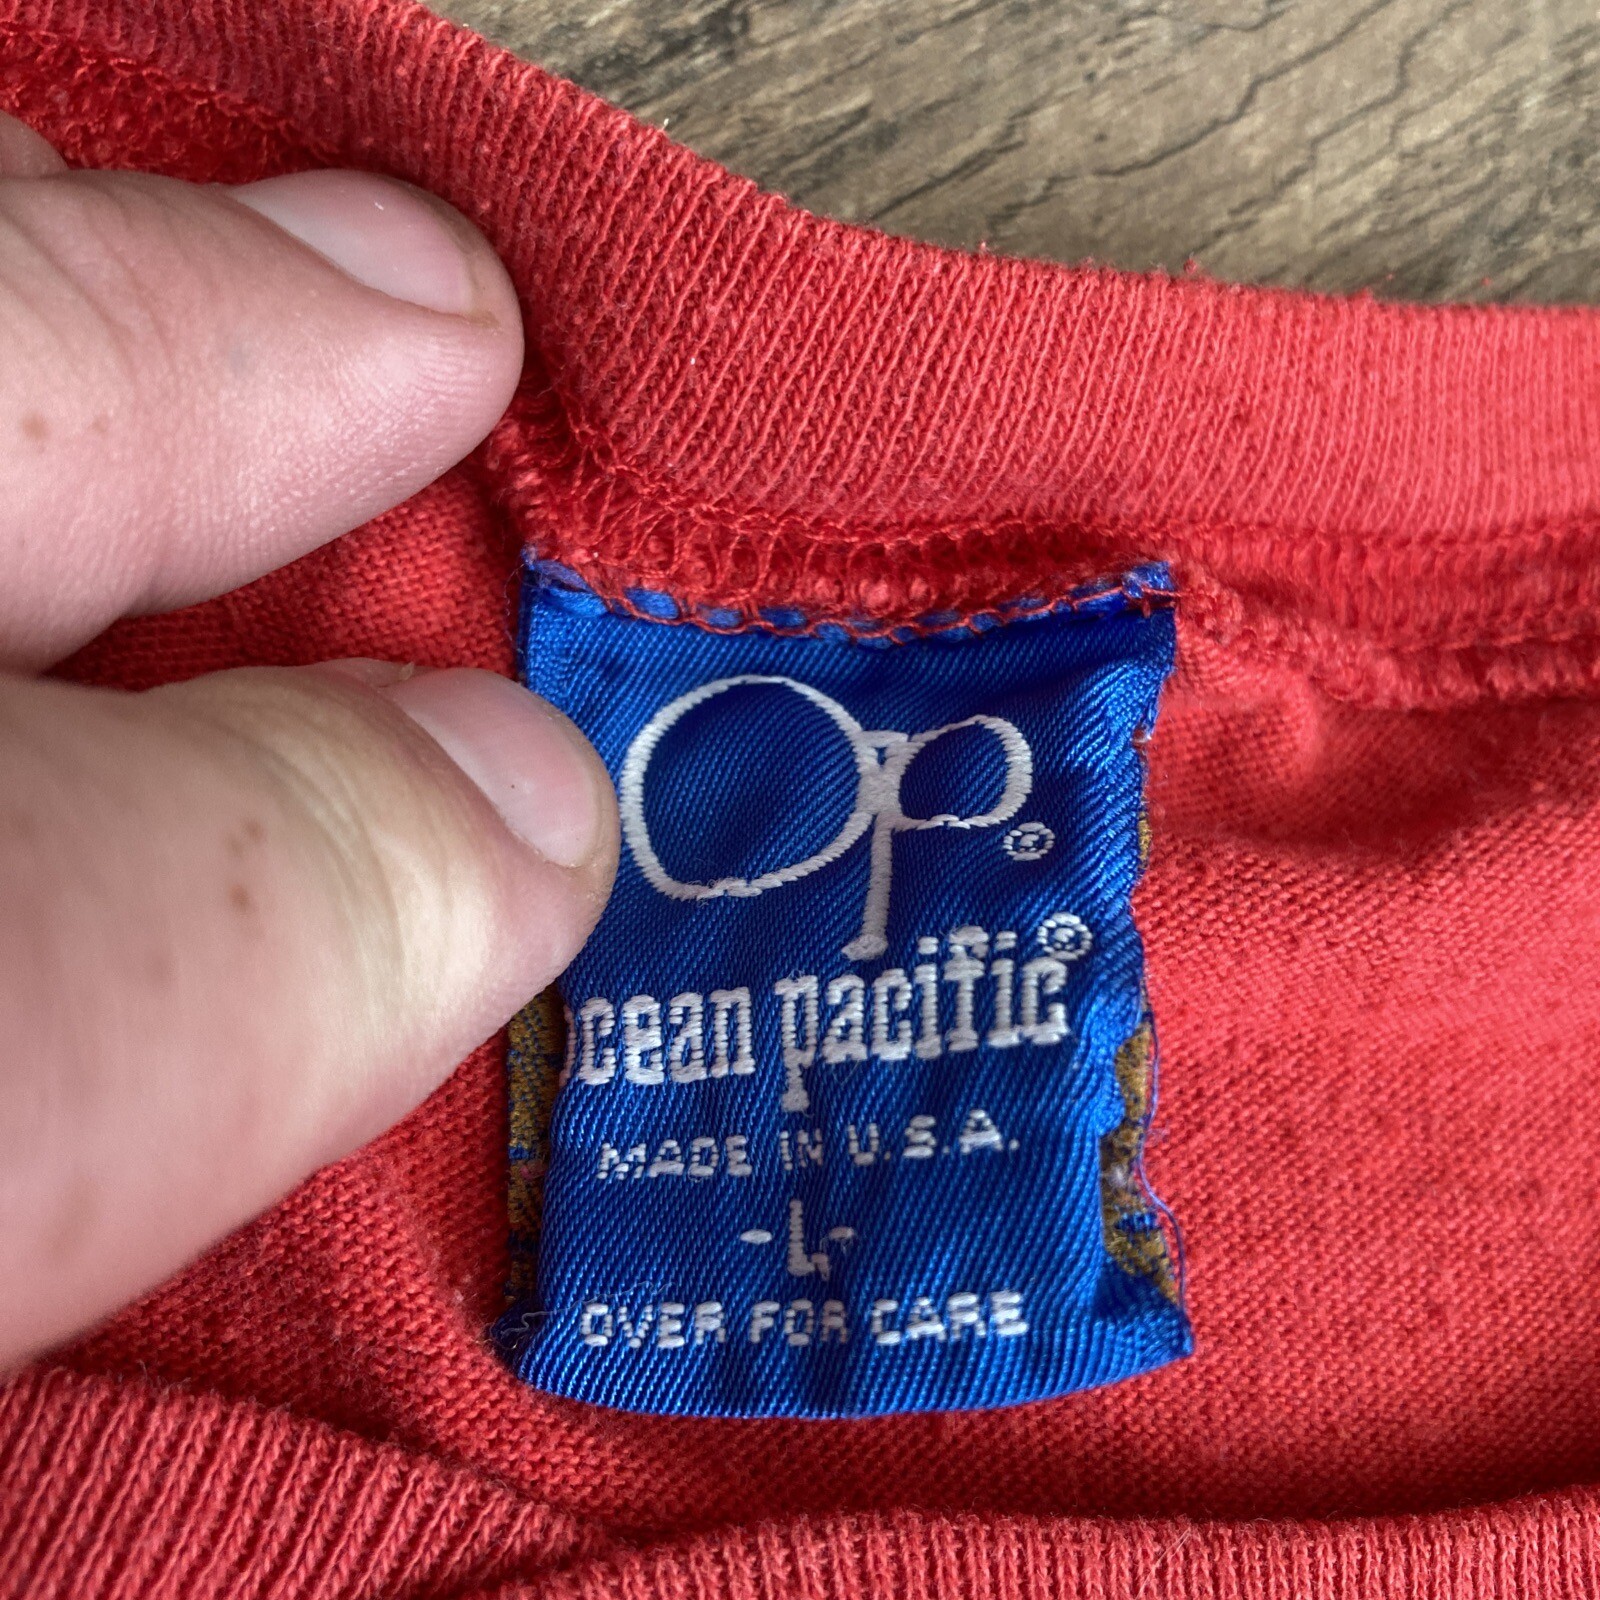 Op®
ocean pacific®
MADE IN U.S.A.
-L-
OVER FOR CARE